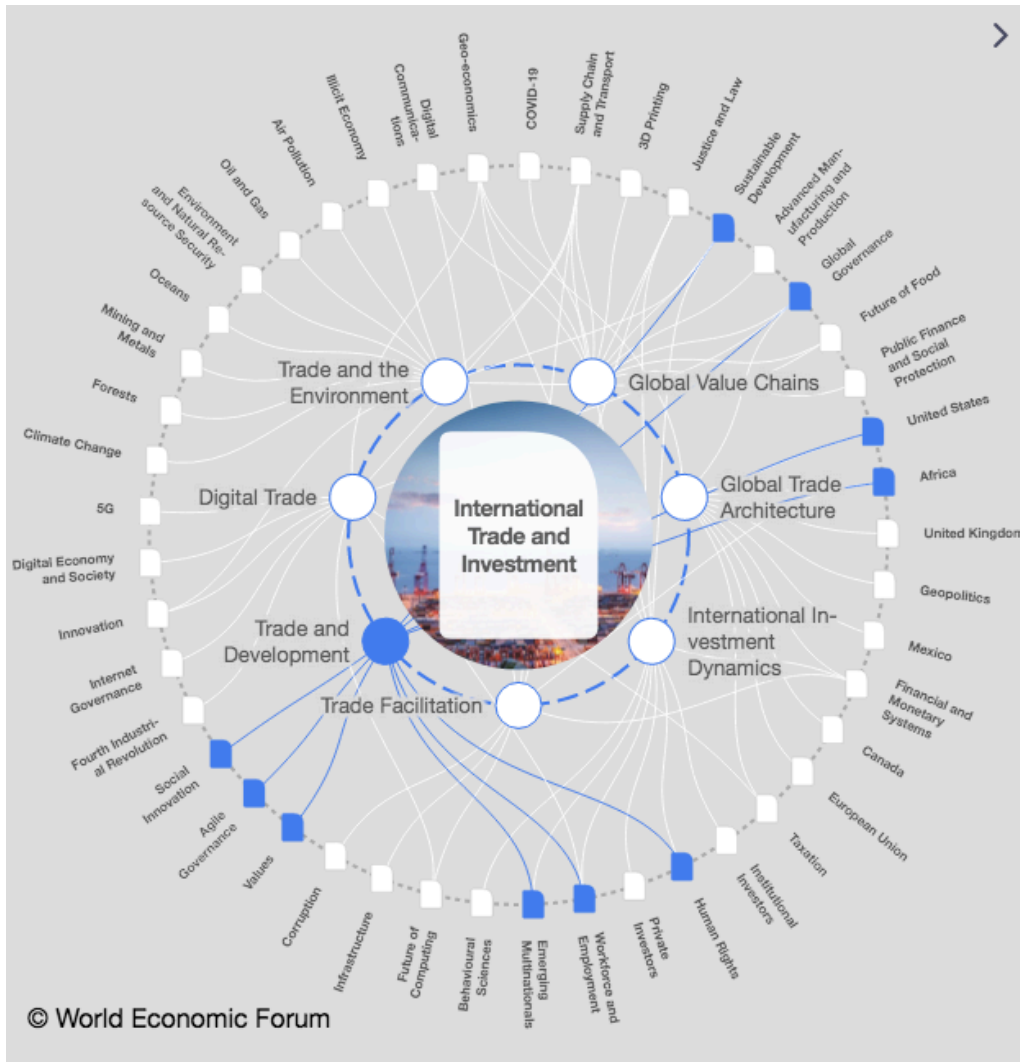 Geo-economics
COVID-19
Supply Chain
and Transport
3D Printing
Justice and Law
Sustainable
Development
Advanced Man-
ufacturing and
Production
Global
Governance
Future of Food
Public Finance
and Social
Protection
United States
Africa
United Kingdom
Geopolitics
Mexico
Financial and
Monetary
Systems
Canada
European Union
Taxation
Institutional
Investors
Human Rights
Private
Investors
Workforce and
Employment
Emerging
Multinationals
Behavioural
Sciences
Future of
Computing
Infrastructure
Corruption
Values
Agile
Governance
Social
Innovation
Fourth Industri-
al Revolution
Internet
Governance
Innovation
Digital Economy
and Society
5G
Climate Change
Forests
Mining and
Metals
Oceans
Environment
and Natural Re-
source Security
Oil and Gas
Air Pollution
Illicit Economy
Digital
Communica-
tions
Trade and the
Environment
Global Value Chains
Digital Trade
Global Trade
Architecture
International
Trade and
Investment
Trade and
Development
International In-
vestment
Dynamics
Trade Facilitation
© World Economic Forum